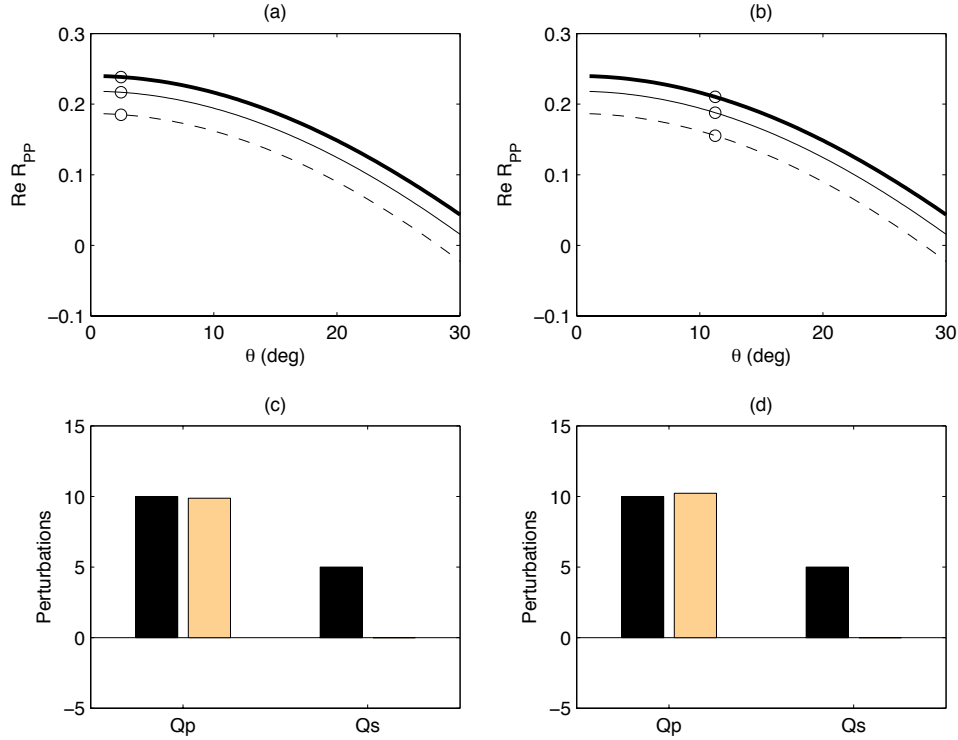 (a)
0.3
0.2
0.1
0
−0.1
Re R_PP
0 10 20 30
θ (deg)
(b)
0.3
0.2
0.1
0
−0.1
Re R_PP
0 10 20 30
θ (deg)
(c)
15
10
5
0
−5
Perturbations
Qp Qs
(d)
15
10
5
0
−5
Perturbations
Qp Qs